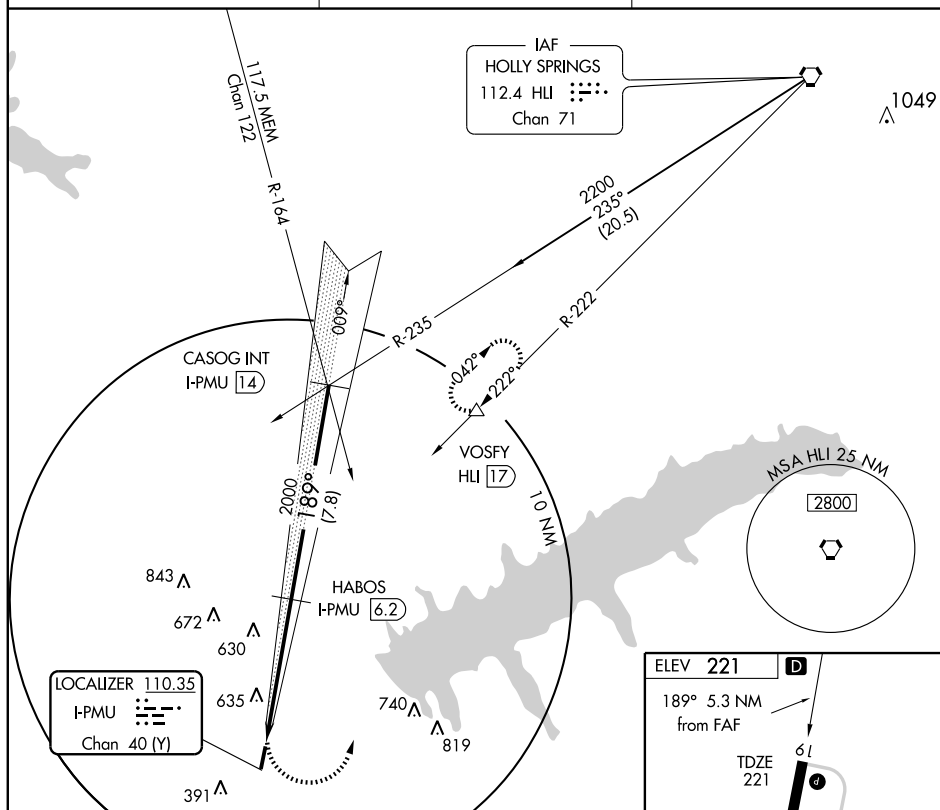 IAF
HOLLY SPRINGS
112.4 HLI
Chan 71
1049
117.5 MEM
Chan 122
R-164
2200
235°
(20.5)
R-235
R-222
009°
042°
222°
CASOG INT
I-PMU 14
VOSFY
HLI 17
10 NM
MSA HLI 25 NM
2800
2000
189°
(7.8)
HABOS
I-PMU 6.2
843
672
630
635
740
819
391
LOCALIZER 110.35
I-PMU
Chan 40 (Y)
ELEV 221 D
189° 5.3 NM
from FAF
TDZE
221
19
P